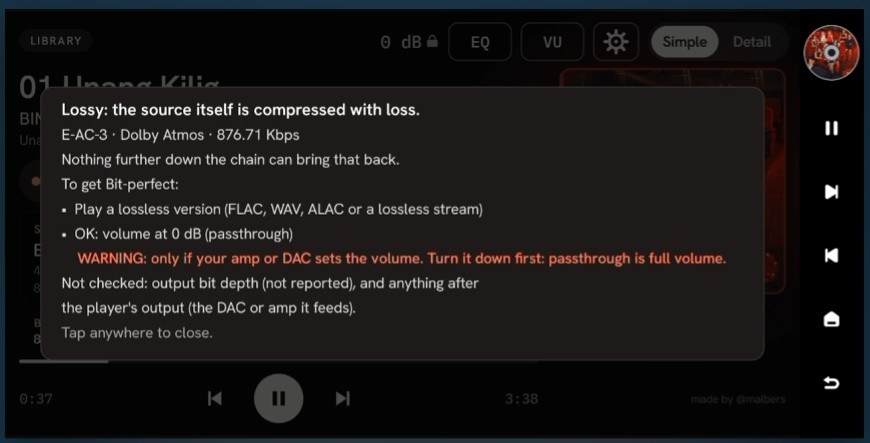 LIBRARY
0 dB
EQ
VU
Simple
Detail
01 Unang Kilig
BIN
Una
Lossy: the source itself is compressed with loss.
E-AC-3 · Dolby Atmos · 876.71 Kbps
Nothing further down the chain can bring that back.
To get Bit-perfect:
• Play a lossless version (FLAC, WAV, ALAC or a lossless stream)
• OK: volume at 0 dB (passthrough)
WARNING: only if your amp or DAC sets the volume. Turn it down first: passthrough is full volume.
Not checked: output bit depth (not reported), and anything after
the player's output (the DAC or amp it feeds).
Tap anywhere to close.
0:37
3:38
made by @malbers